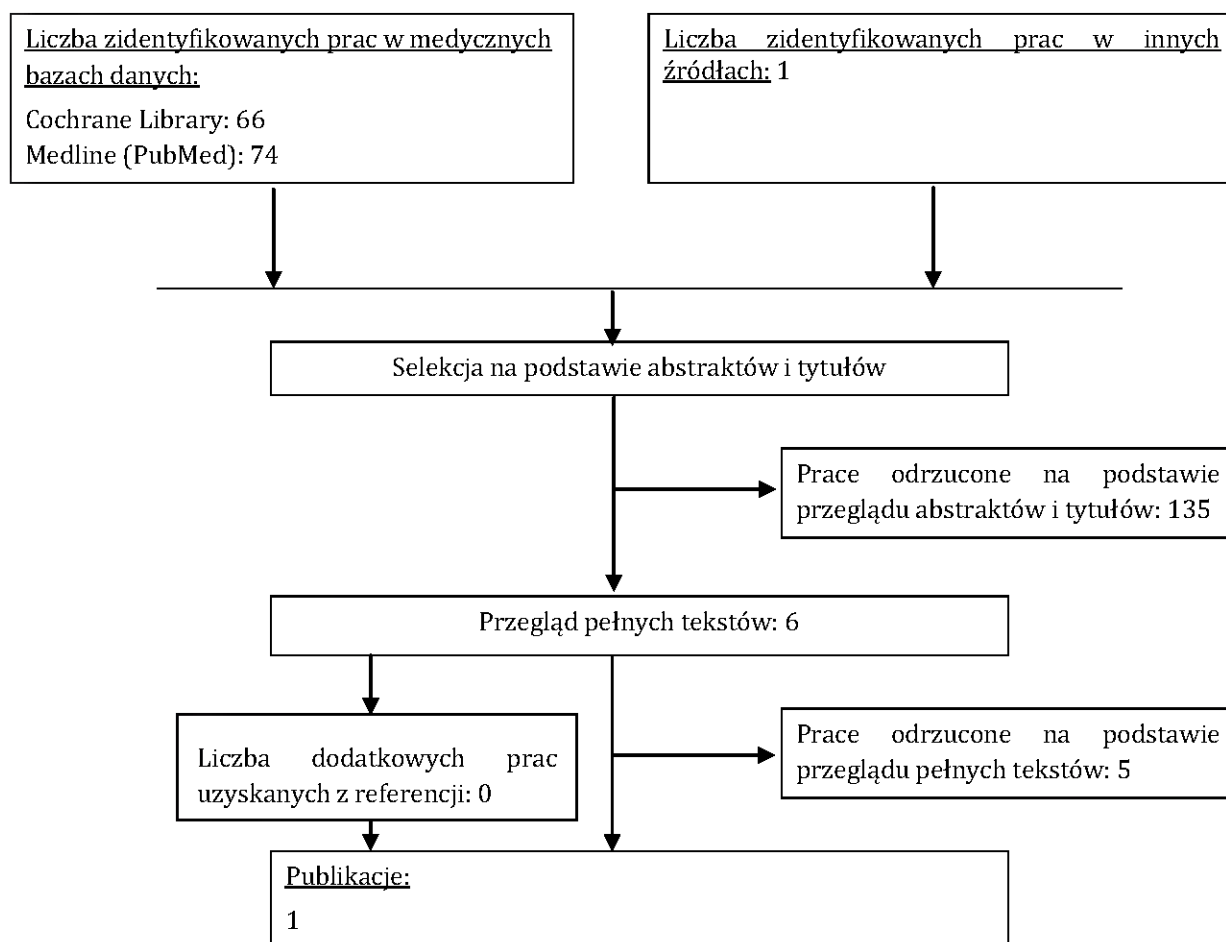 Liczba zidentyfikowanych prac w medycznych
bazach danych:
Cochrane Library: 66
Medline (PubMed): 74
Liczba zidentyfikowanych prac w innych
źródłach: 1
Selekcja na podstawie abstraktów i tytułów
Prace odrzucone na podstawie
przeglądu abstraktów i tytułów: 135
Przegląd pełnych tekstów: 6
Liczba dodatkowych prac
uzyskanych z referencji: 0
Prace odrzucone na podstawie
przeglądu pełnych tekstów: 5
Publikacje:
1